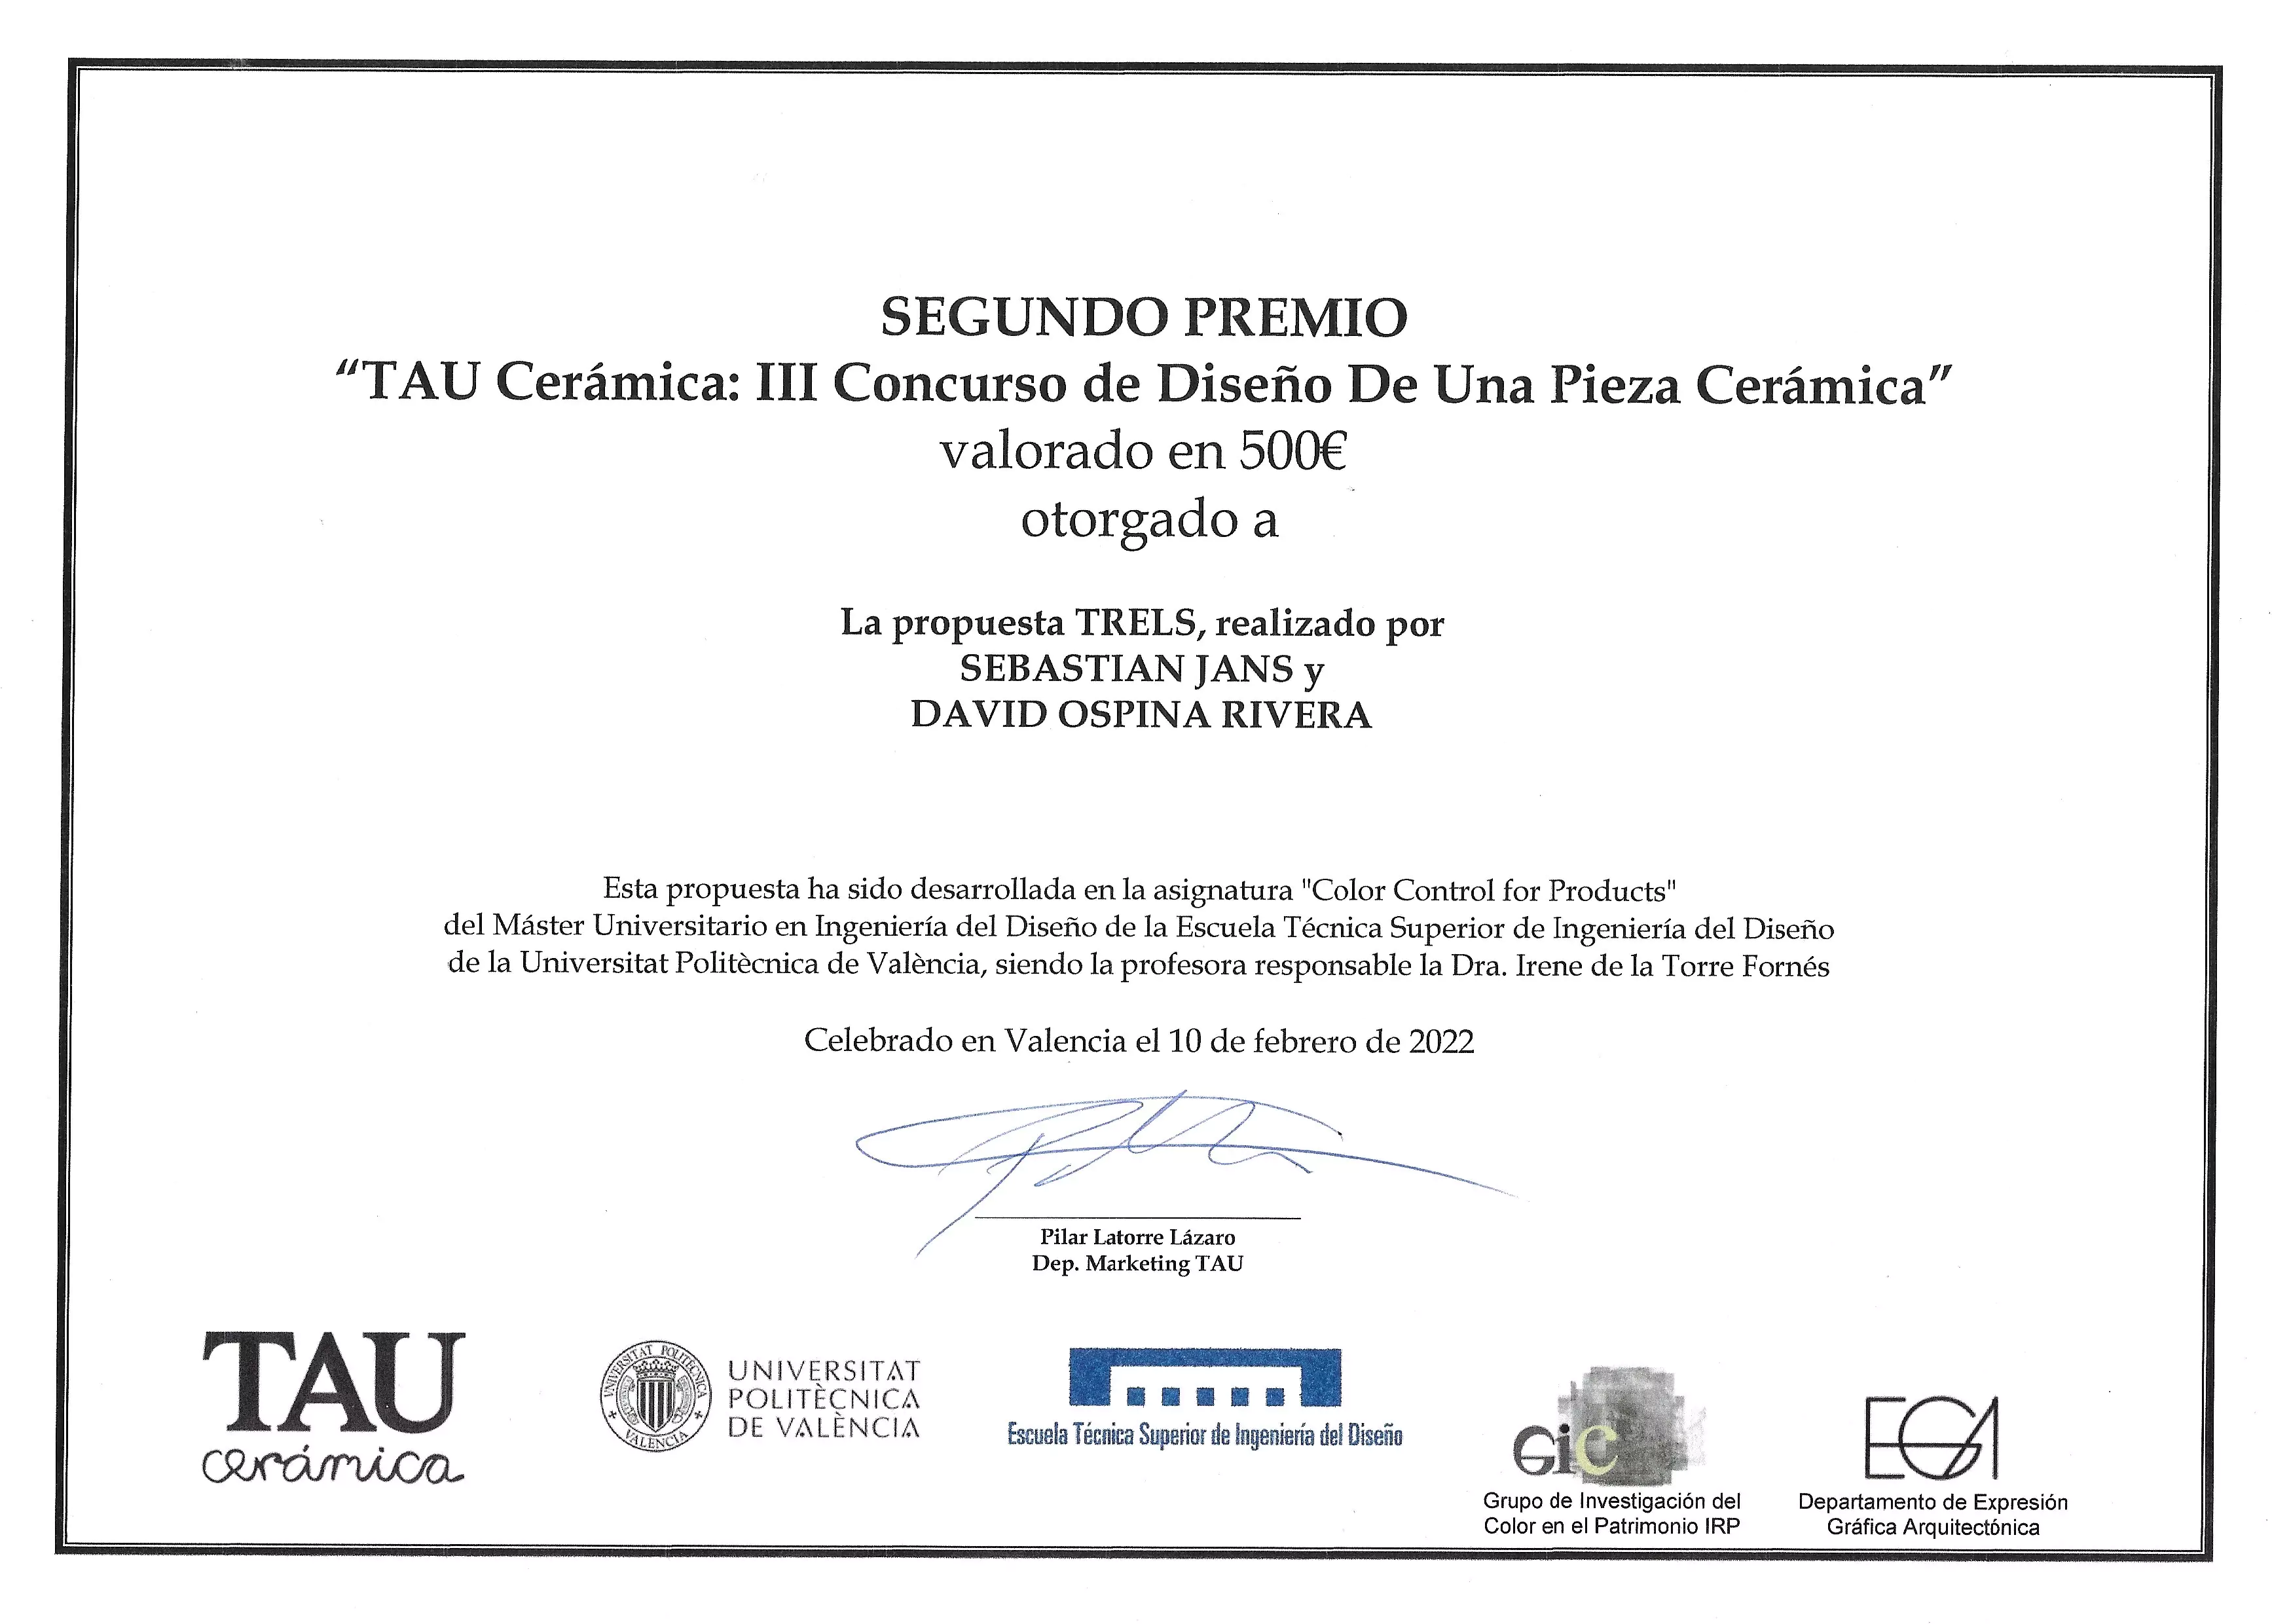 SEGUNDO PREMIO
“TAU Cerámica: III Concurso de Diseño De Una Pieza Cerámica”
valorado en 500€
otorgado a
La propuesta TRELS, realizado por
SEBASTIAN JANS y
DAVID OSPINA RIVERA
Esta propuesta ha sido desarrollada en la asignatura "Color Control for Products"
del Máster Universitario en Ingeniería del Diseño de la Escuela Técnica Superior de Ingeniería del Diseño
de la Universitat Politècnica de València, siendo la profesora responsable la Dra. Irene de la Torre Fornés
Celebrado en Valencia el 10 de febrero de 2022
Pilar Latorre Lázaro
Dep. Marketing TAU
TAU
cerámica
UNIVERSITAT POLITÈCNICA
VALÈNCIA
UNIVERSITAT
POLITÈCNICA
DE VALÈNCIA
Escuela Técnica Superior de Ingeniería del Diseño
GiC
Grupo de Investigación del
Color en el Patrimonio IRP
EGA
Departamento de Expresión
Gráfica Arquitectónica